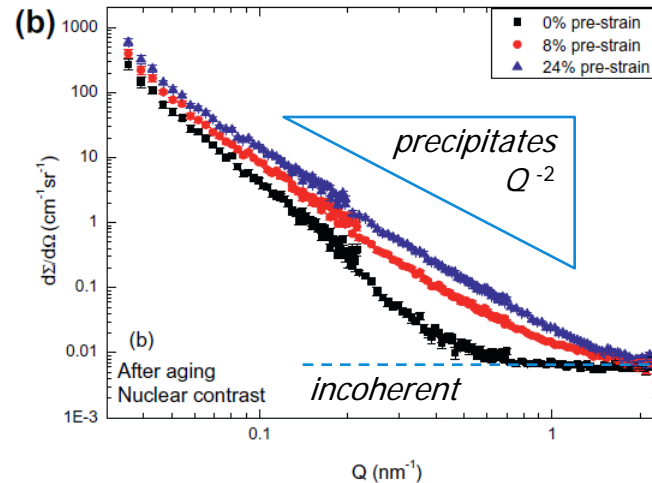 (b)
0% pre-strain
8% pre-strain
24% pre-strain
1000
100
10
1
0.1
0.01
1E-3
dΣ/dΩ (cm⁻¹sr⁻¹)
precipitates
Q⁻²
(b)
After aging
Nuclear contrast
incoherent
0.1
1
Q (nm⁻¹)